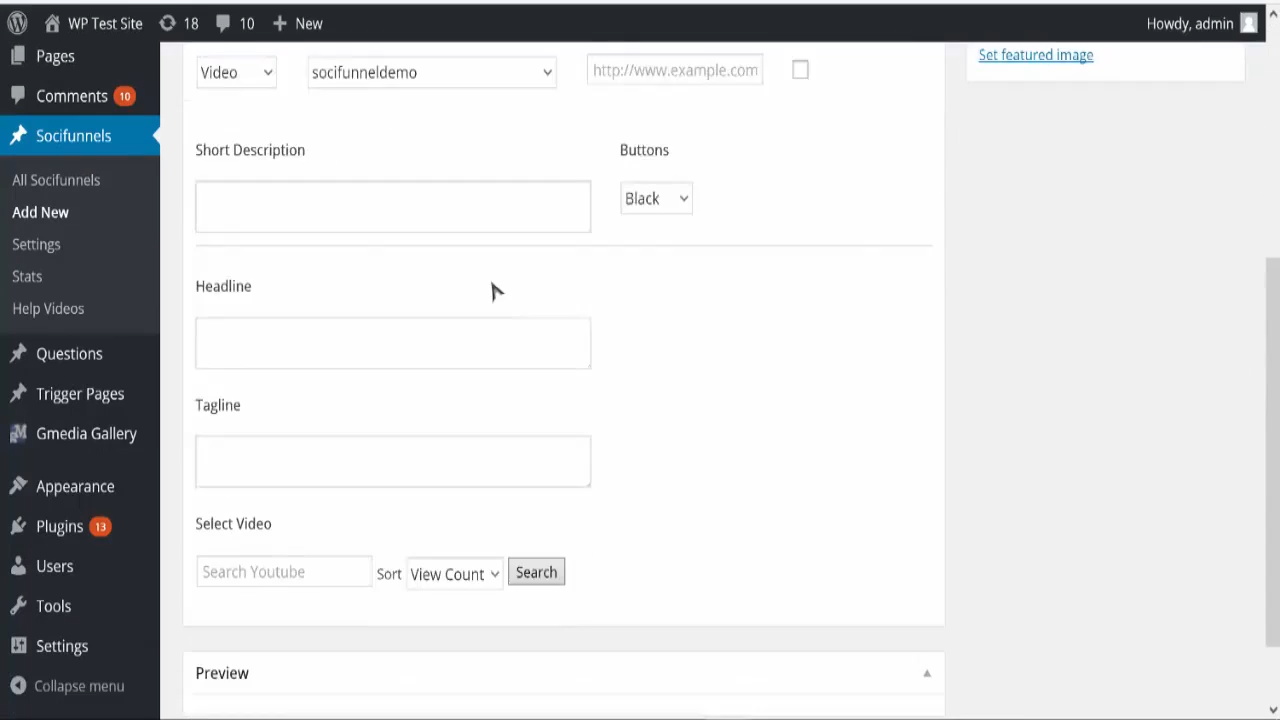 WP Test Site 18 10 + New Howdy, admin
Pages
Comments 10
Socifunnels
All Socifunnels
Add New
Settings
Stats
Help Videos
Questions
Trigger Pages
Gmedia Gallery
Appearance
Plugins 13
Users
Tools
Settings
Collapse menu
Video socifunneldemo http://www.example.com
Short Description Buttons
Black
Headline
Tagline
Select Video
Search Youtube Sort View Count Search
Preview
Set featured image